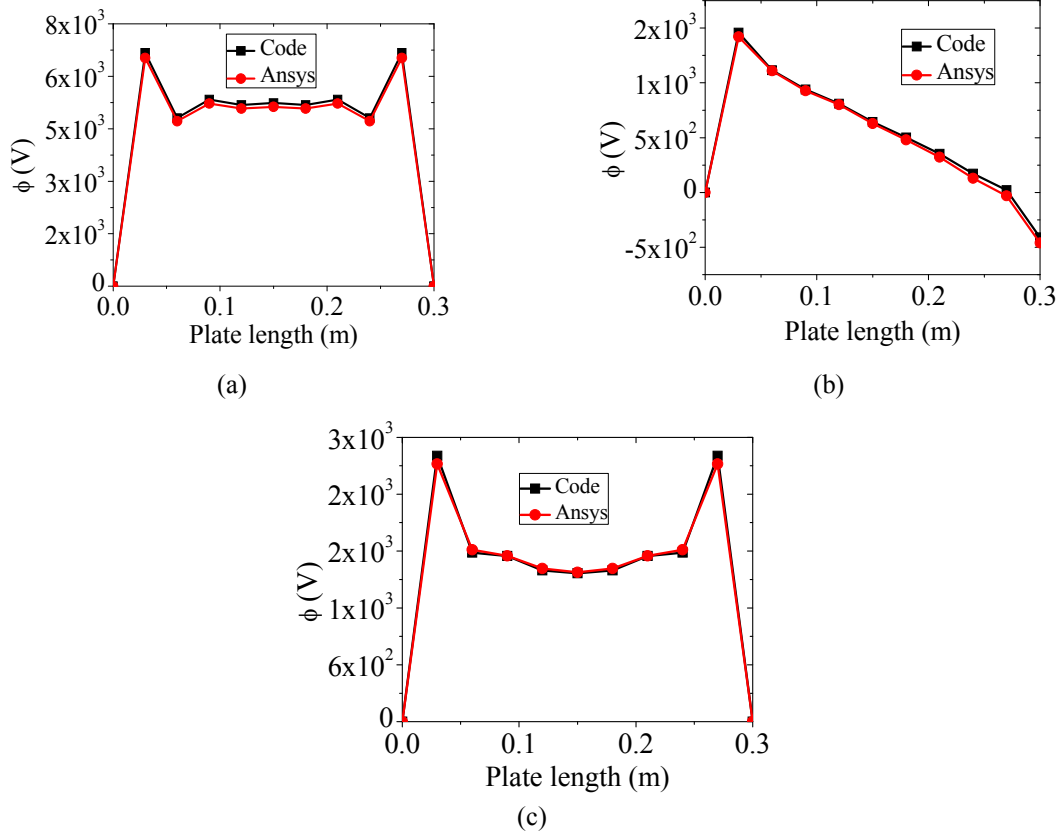 8x10³
6x10³
5x10³
3x10³
2x10³
0
ϕ (V)
Code
Ansys
0.0 0.1 0.2 0.3
Plate length (m)
(a)
2x10³
1x10³
5x10²
0
-5x10²
ϕ (V)
Code
Ansys
0.0 0.1 0.2 0.3
Plate length (m)
(b)
3x10³
2x10³
2x10³
1x10³
6x10²
0
ϕ (V)
Code
Ansys
0.0 0.1 0.2 0.3
Plate length (m)
(c)